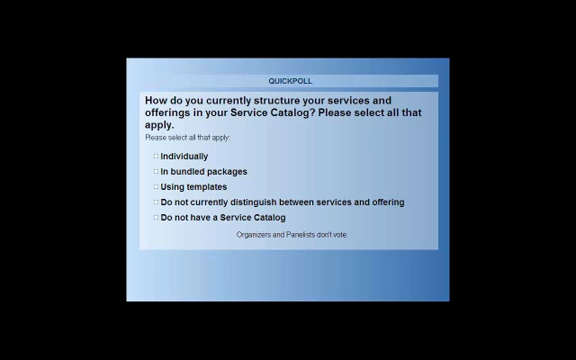 QUICKPOLL
How do you currently structure your services and
offerings in your Service Catalog? Please select all that
apply.
Please select all that apply:
Individually
In bundled packages
Using templates
Do not currently distinguish between services and offering
Do not have a Service Catalog
Organizers and Panelists don't vote.